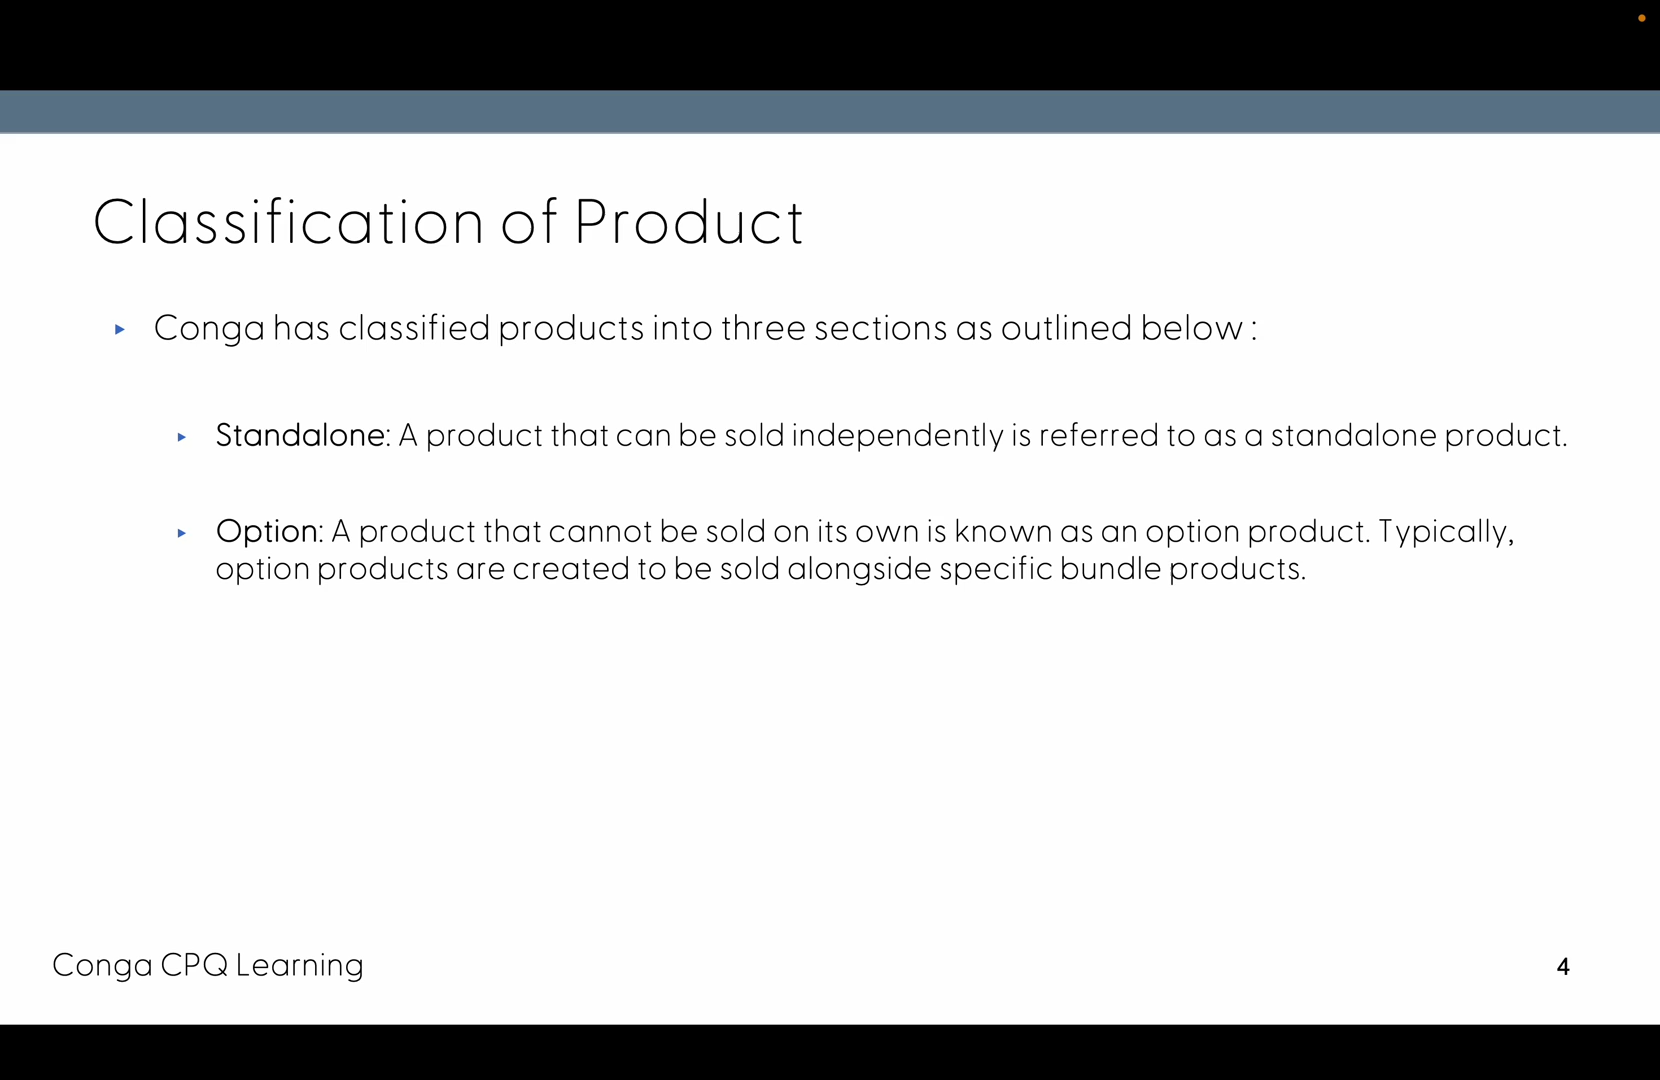 Classification of Product
Conga has classified products into three sections as outlined below :
Standalone: A product that can be sold independently is referred to as a standalone product.
Option: A product that cannot be sold on its own is known as an option product. Typically,
option products are created to be sold alongside specific bundle products.
Conga CPQ Learning
4